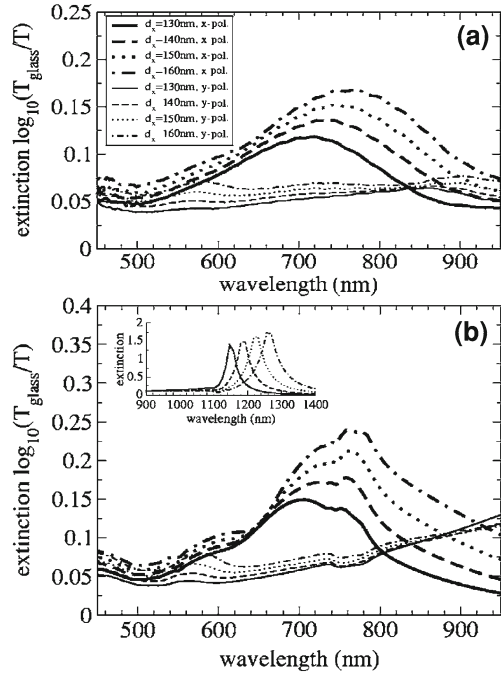 (a)
d_x=130nm, x-pol.
d_x=140nm, x-pol.
d_x=150nm, x-pol.
d_x=160nm, x pol.
d_x=130nm, y-pol.
d_x 140nm, y-pol.
d_x=150nm, y-pol.
d_x 160nm, y-pol.
extinction log10(Tglass/T)
0.2
0.15
0.1
0.05
0
500 600 700 800 900
wavelength (nm)
(b)
extinction log10(Tglass/T)
0.4
0.35
0.3
0.25
0.2
0.15
0.1
0.05
0
extinction
2
1.5
1
0.5
0
900 1000 1100 1200 1300 1400
wavelength (nm)
500 600 700 800 900
wavelength (nm)